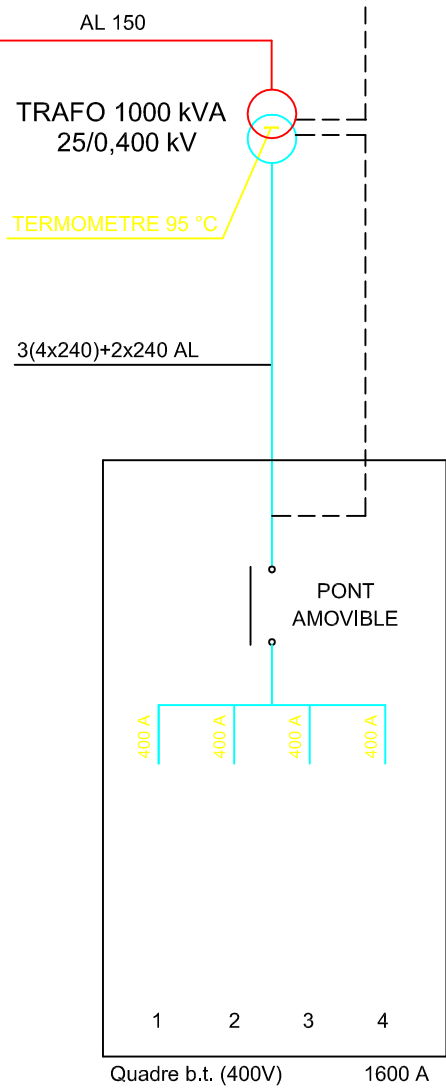 AL 150
TRAFO 1000 kVA
25/0,400 kV
TERMOMETRE 95 °C
3(4x240)+2x240 AL
PONT
AMOVIBLE
400 A
400 A
400 A
400 A
1 2 3 4
Quadre b.t. (400V) 1600 A